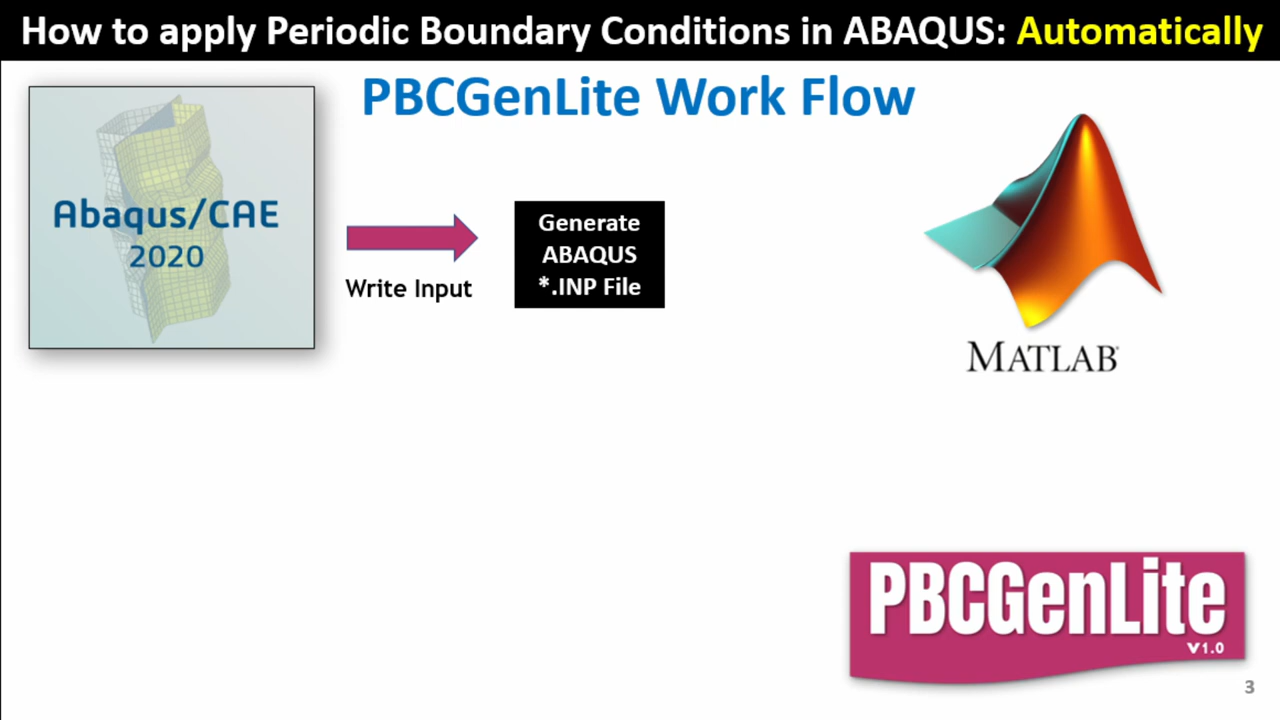 How to apply Periodic Boundary Conditions in ABAQUS: Automatically
PBCGenLite Work Flow
Abaqus/CAE
2020
Write Input
Generate
ABAQUS
*.INP File
MATLAB
PBCGenLite
V1.0
3